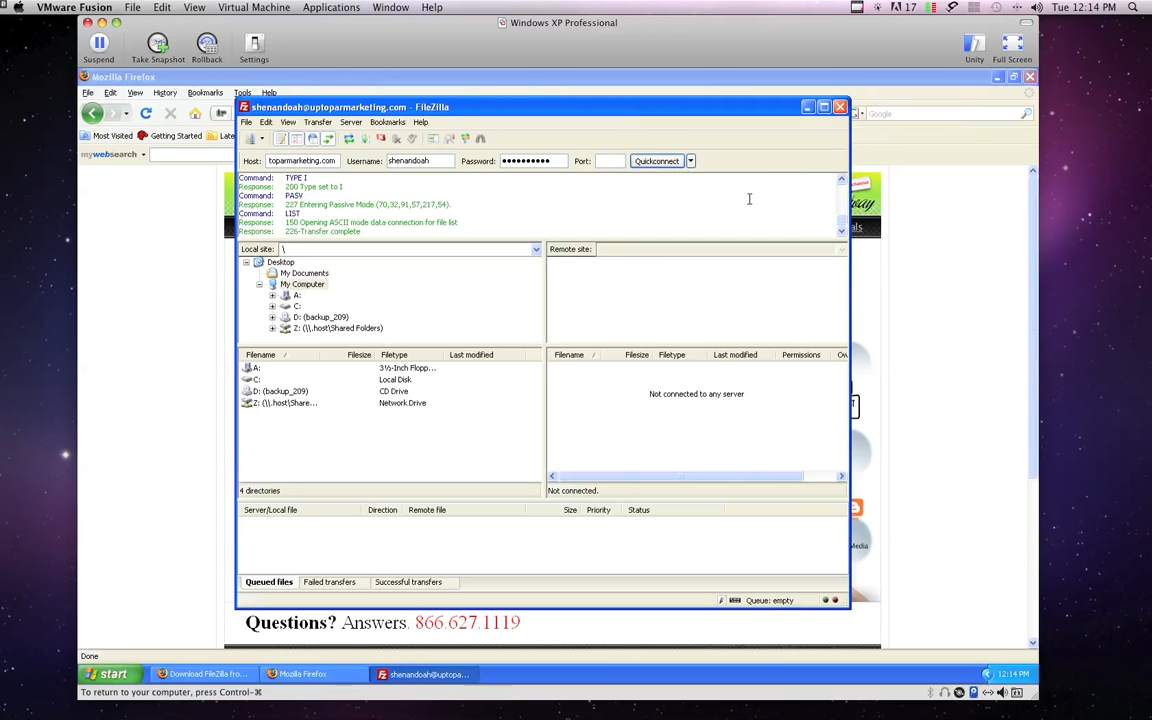 VMware Fusion File Edit View Virtual Machine Applications Window Help 17 Tue 12:14 PM
Windows XP Professional
Suspend Take Snapshot Rollback Settings Unity Full Screen
Mozilla Firefox
File Edit View History Bookmarks Tools Help
Google
Most Visited Getting Started Late
mywebsearch
shenandoah@uptoparmarketing.com - FileZilla
File Edit View Transfer Server Bookmarks Help
Host: toparmarketing.com Username: shenandoah Password: •••••••••• Port: Quickconnect
Command: TYPE I
Response: 200 Type set to I
Command: PASV
Response: 227 Entering Passive Mode (70,32,91,57,217,54).
Command: LIST
Response: 150 Opening ASCII mode data connection for file list
Response: 226-Transfer complete
Local site: \ Remote site:
Desktop
My Documents
My Computer
A:
C:
D: (backup_209)
Z: (\\.host\Shared Folders)
Filename / Filesize Filetype Last modified Filename / Filesize Filetype Last modified Permissions Ow
A: 3½-Inch Flopp...
C: Local Disk
D: (backup_209) CD Drive
Z: (\\.host\Share... Network Drive
Not connected to any server
4 directories Not connected.
Server/Local file Direction Remote file Size Priority Status
Queued files Failed transfers Successful transfers
Queue: empty
channel
way
als
T
Media
Questions? Answers. 866.627.1119
Done
start Download FileZilla fro... Mozilla Firefox shenandoah@uptopa... 12:14 PM
To return to your computer, press Control-⌘